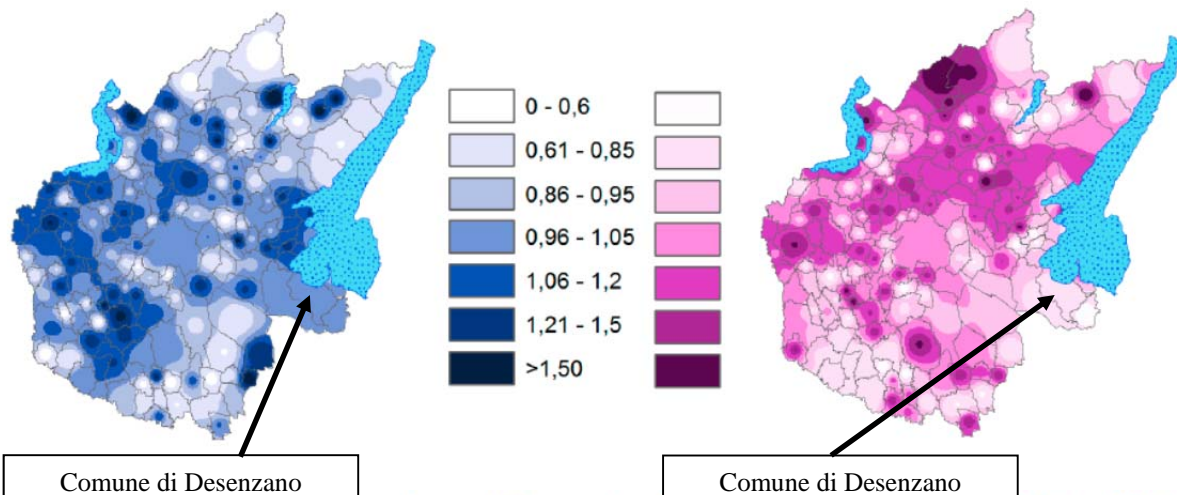 0 - 0,6
0,61 - 0,85
0,86 - 0,95
0,96 - 1,05
1,06 - 1,2
1,21 - 1,5
>1,50
Comune di Desenzano
Comune di Desenzano